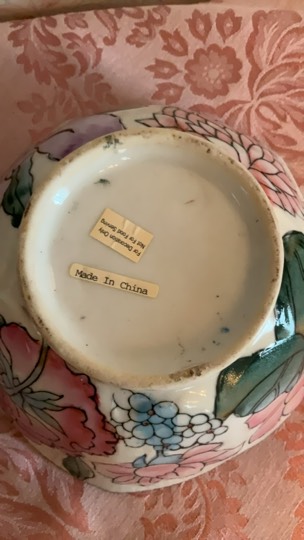 For Decoration Only
Not For Food Serving
Made In China